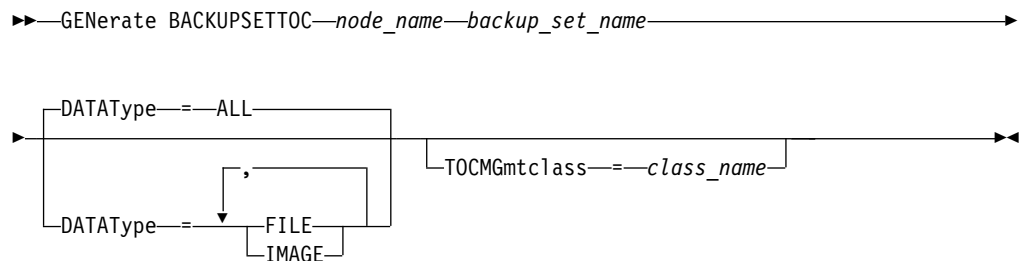 GENerate BACKUPSETTOC node_name backup_set_name
DATAType = ALL
TOCMGmtclass = class_name
,
DATAType = FILE
IMAGE